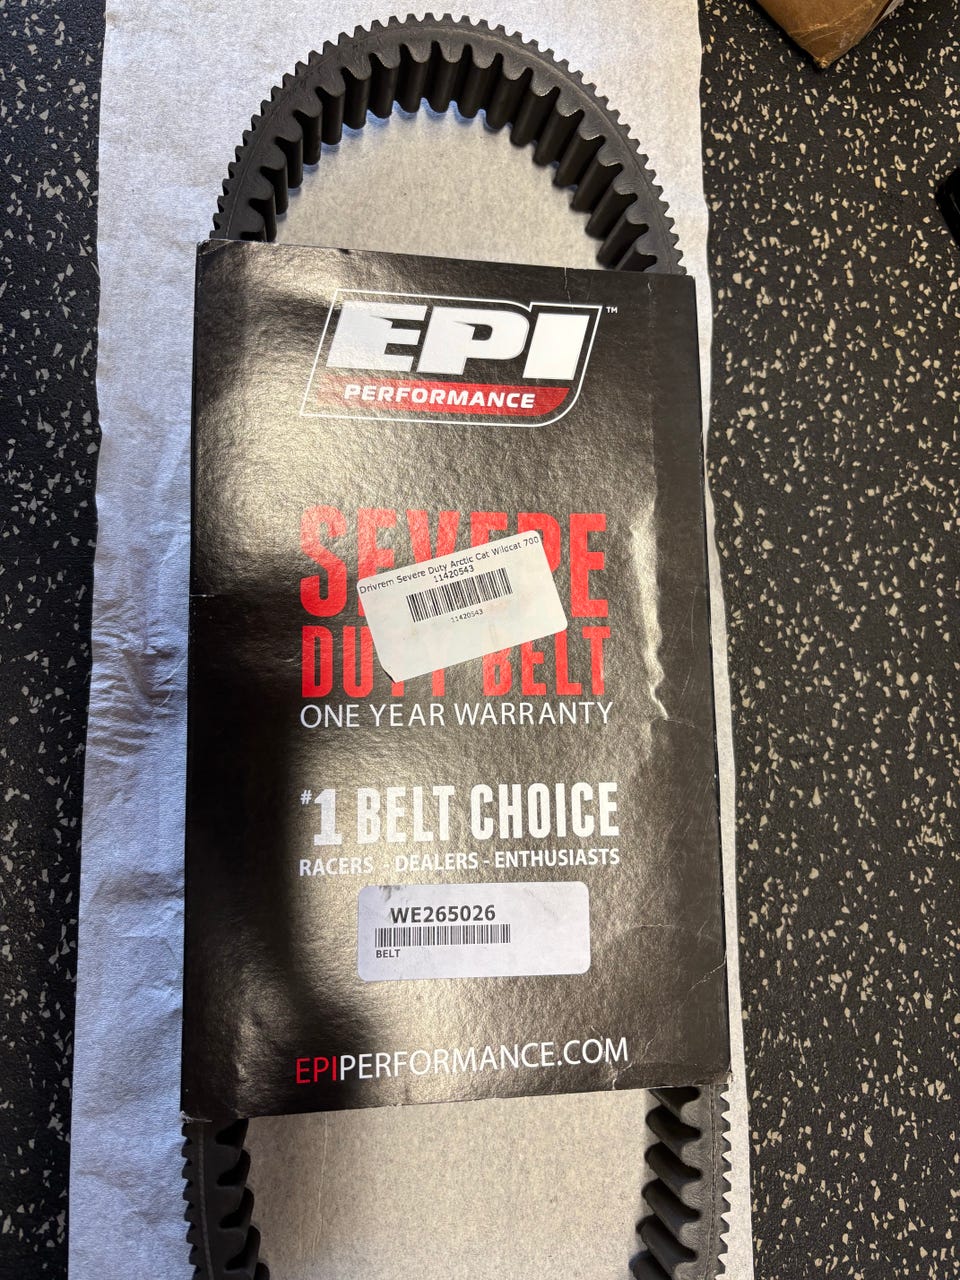 EPI™
PERFORMANCE
SEVERE
Drivrem Severe Duty Arctic Cat Wildcat 700
11420543
11420543
DUTY BELT
ONE YEAR WARRANTY
#1 BELT CHOICE
RACERS - DEALERS - ENTHUSIASTS
WE265026
BELT
EPIPERFORMANCE.COM